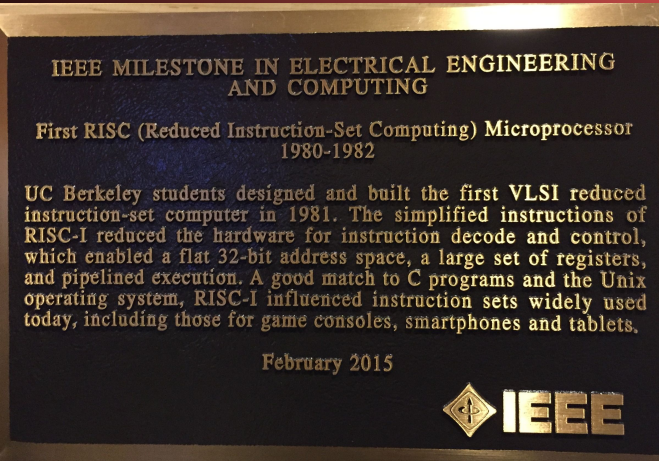 IEEE MILESTONE IN ELECTRICAL ENGINEERING
AND COMPUTING
First RISC (Reduced Instruction-Set Computing) Microprocessor
1980-1982
UC Berkeley students designed and built the first VLSI reduced
instruction-set computer in 1981. The simplified instructions of
RISC-I reduced the hardware for instruction decode and control,
which enabled a flat 32-bit address space, a large set of registers,
and pipelined execution. A good match to C programs and the Unix
operating system, RISC-I influenced instruction sets widely used
today, including those for game consoles, smartphones and tablets.
February 2015
IEEE